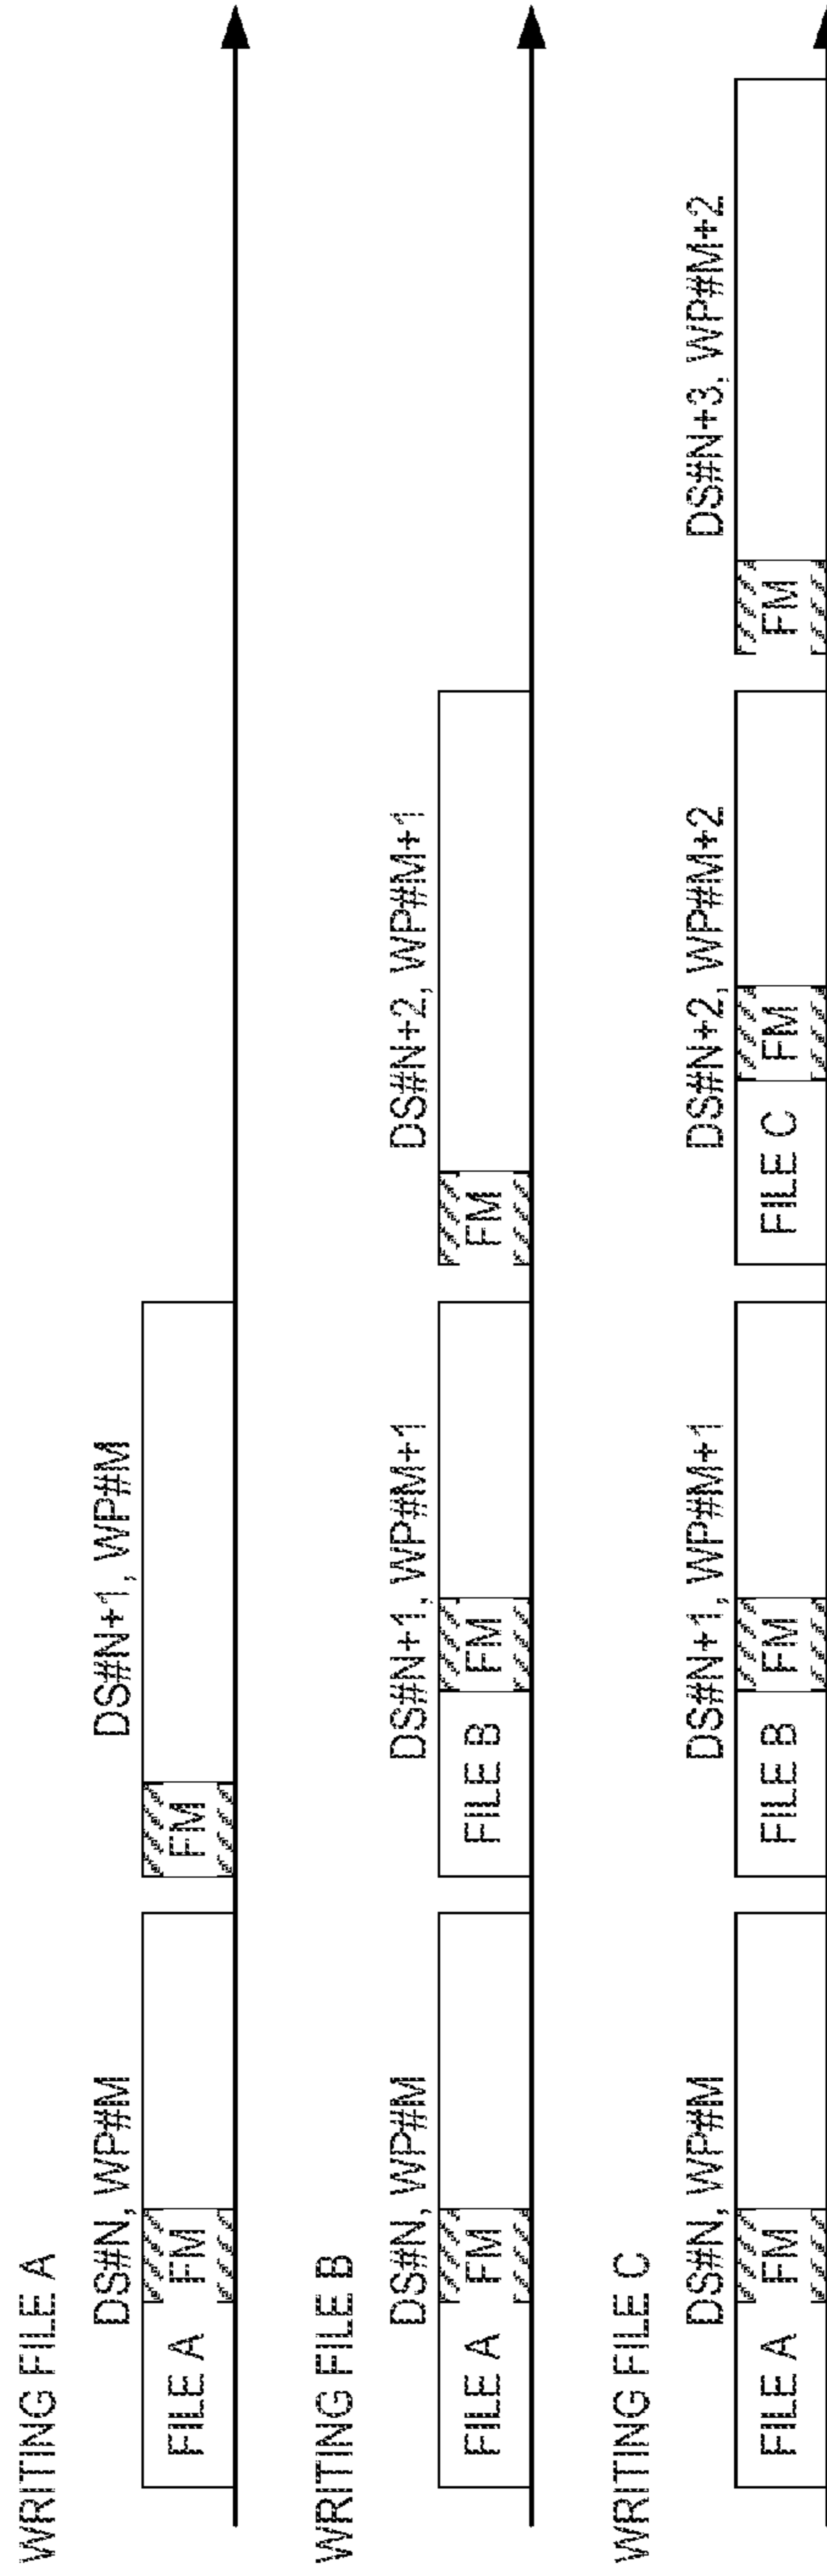 WRITING FILE A
DS#N, WP#M
DS#N+1, WP#M
FILE A
FM
FM
WRITING FILE B
DS#N, WP#M
DS#N+1, WP#M+1
DS#N+2, WP#M+1
FILE A
FM
FILE B
FM
FM
WRITING FILE C
DS#N, WP#M
DS#N+1, WP#M+1
DS#N+2, WP#M+2
DS#N+3, WP#M+2
FILE A
FM
FILE B
FM
FILE C
FM
FM